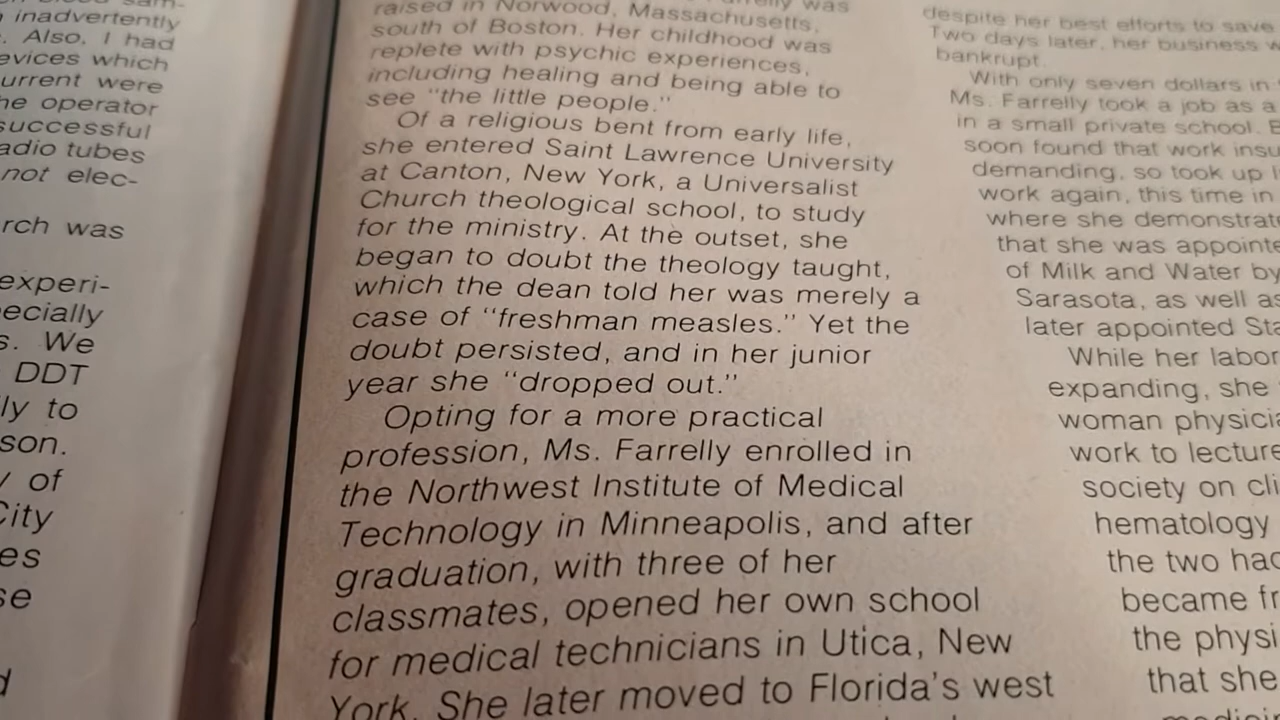 inadvertently
Also, I had
evices which
urrent were
he operator
successful
adio tubes
not elec-
rch was
experi-
ecially
s. We
DDT
ly to
son.
of
City
es
se
raised in Norwood, Massachusetts,
south of Boston. Her childhood was
replete with psychic experiences,
including healing and being able to
see "the little people."
Of a religious bent from early life,
she entered Saint Lawrence University
at Canton, New York, a Universalist
Church theological school, to study
for the ministry. At the outset, she
began to doubt the theology taught,
which the dean told her was merely a
case of "freshman measles." Yet the
doubt persisted, and in her junior
year she "dropped out."
Opting for a more practical
profession, Ms. Farrelly enrolled in
the Northwest Institute of Medical
Technology in Minneapolis, and after
graduation, with three of her
classmates, opened her own school
for medical technicians in Utica, New
York. She later moved to Florida's west
despite her best efforts to save
Two days later, her business w
bankrupt.
With only seven dollars in
Ms. Farrelly took a job as a
in a small private school.
soon found that work insu
demanding, so took up
work again, this time in
where she demonstrat
that she was appointe
of Milk and Water by
Sarasota, as well as
later appointed Sta
While her labor
expanding, she
woman physicia
work to lecture
society on cli
hematology
the two had
became fr
the physi
that she